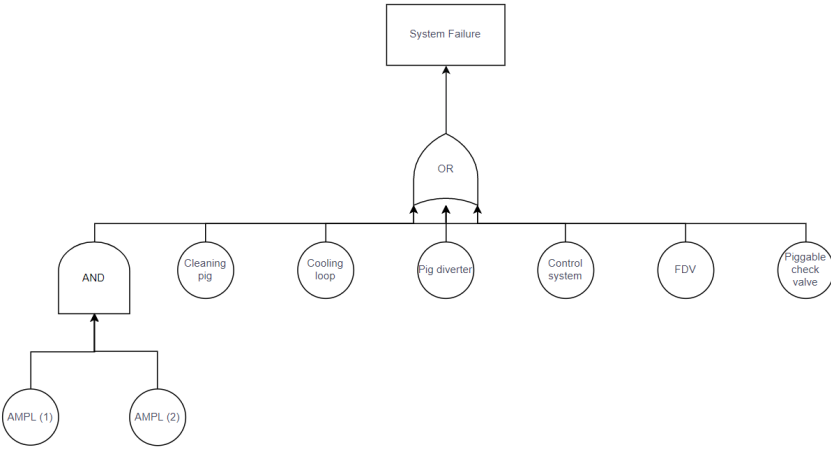 System Failure
OR
AND
Cleaning
pig
Cooling
loop
Pig diverter
Control
system
FDV
Piggable
check
valve
AMPL (1)
AMPL (2)